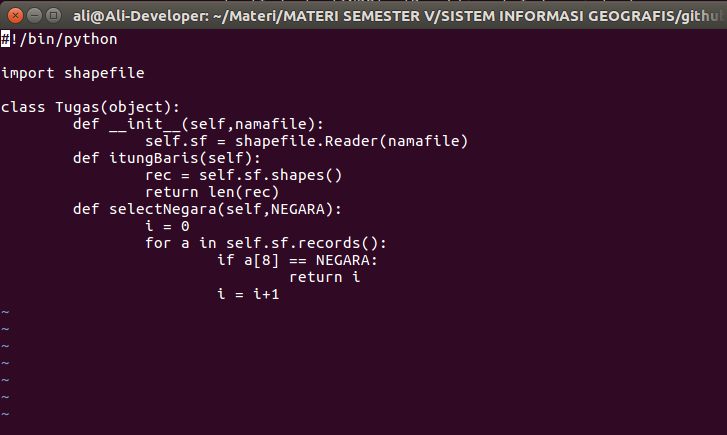 ali@Ali-Developer: ~/Materi/MATERI SEMESTER V/SISTEM INFORMASI GEOGRAFIS/github
#!/bin/python

import shapefile

class Tugas(object):
        def __init__(self,namafile):
                self.sf = shapefile.Reader(namafile)
        def itungBaris(self):
                rec = self.sf.shapes()
                return len(rec)
        def selectNegara(self,NEGARA):
                i = 0
                for a in self.sf.records():
                        if a[8] == NEGARA:
                                return i
                        i = i+1
~
~
~
~
~
~
~